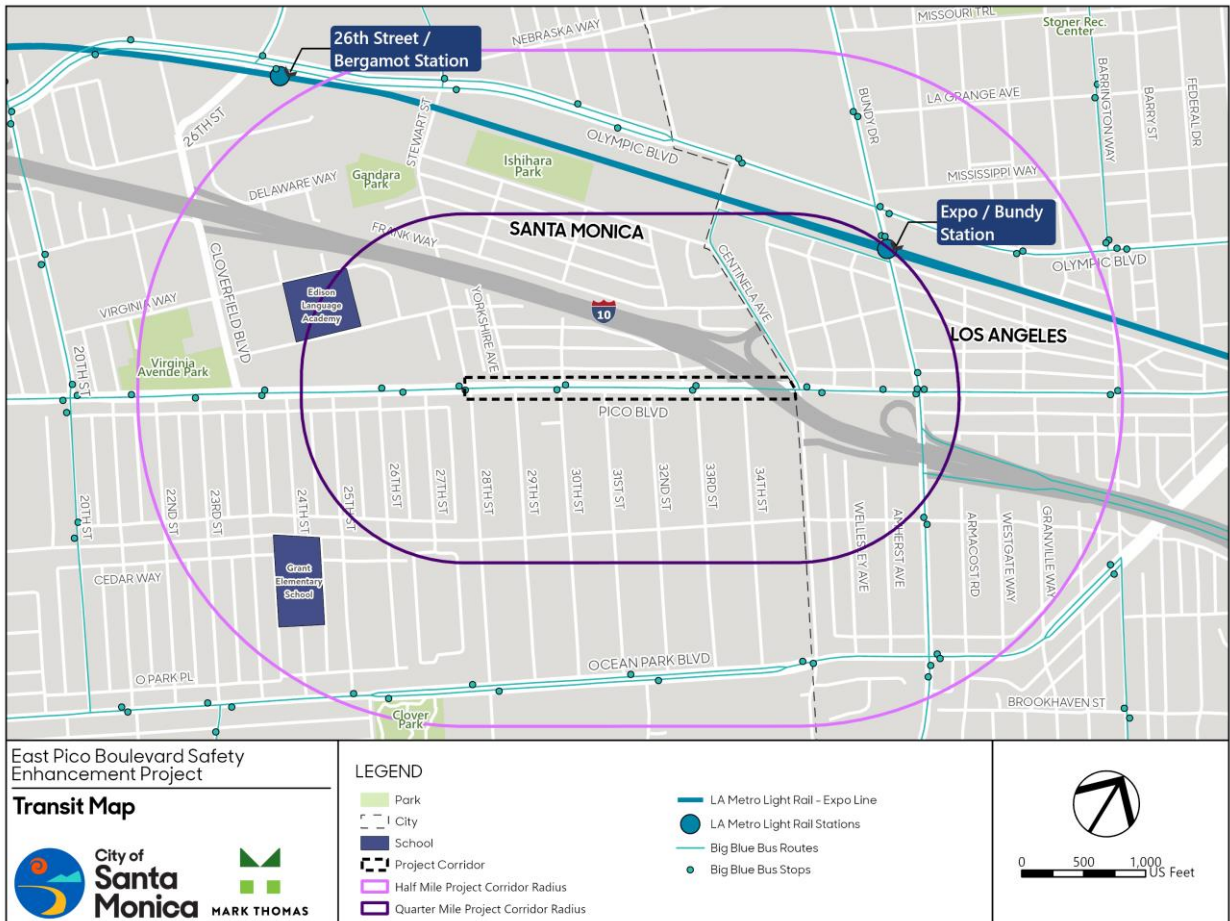 MISSOURI TRL
Stoner Rec.
Center
NEBRASKA WAY
26th Street /
Bergamot Station
26TH ST
STEWART ST
BUNDY DR
LA GRANGE AVE
BARRINGTON WAY
BARRY ST
FEDERAL DR
OLYMPIC BLVD
Ishihara
Park
Gandara
Park
DELAWARE WAY
MISSISSIPPI WAY
FRANK WAY
SANTA MONICA
Expo / Bundy
Station
OLYMPIC BLVD
CLOVERFIELD BLVD
CENTINELA AVE
Edison
Language
Academy
VIRGINIA WAY
YORKSHIRE AVE
10
LOS ANGELES
20TH ST
Virginia
Avenue Park
PICO BLVD
20TH ST
22ND ST
23RD ST
24TH ST
25TH ST
26TH ST
27TH ST
28TH ST
29TH ST
30TH ST
31ST ST
32ND ST
33RD ST
34TH ST
WELLESLEY AVE
AMHERST AVE
ARMACOST RD
WESTGATE WAY
GRANVILLE WAY
CEDAR WAY
Grant
Elementary
School
OCEAN PARK BLVD
O PARK PL
Clover
Park
BROOKHAVEN ST
East Pico Boulevard Safety
Enhancement Project
Transit Map
City of
Santa
Monica
MARK THOMAS
LEGEND
Park
City
School
Project Corridor
Half Mile Project Corridor Radius
Quarter Mile Project Corridor Radius
LA Metro Light Rail - Expo Line
LA Metro Light Rail Stations
Big Blue Bus Routes
Big Blue Bus Stops
0 500 1,000
US Feet